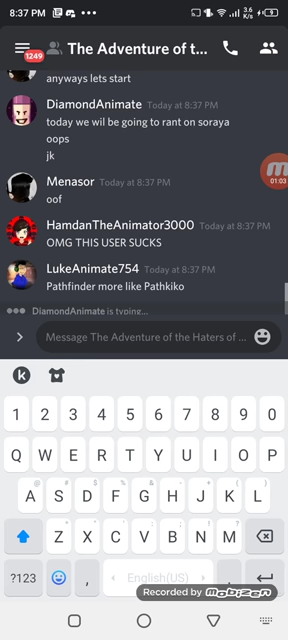 8:37 PM
3.6
K/s
9
1249
The Adventure of t...
anyways lets start
DiamondAnimate Today at 8:37 PM
today we wil be going to rant on soraya
oops
jk
01:03
Menasor Today at 8:37 PM
oof
HamdanTheAnimator3000 Today at 8:37 PM
OMG THIS USER SUCKS
LukeAnimate754 Today at 8:37 PM
Pathfinder more like Pathkiko
DiamondAnimate is typing...
Message The Adventure of the Haters of ...
k
1 2 3 4 5 6 7 8 9 0
Q W E R T Y U I O P
@ # $ _ & - + ( )
A S D F G H J K L
Z X C V B N M
?123 , English(US) .
Recorded by mobizen